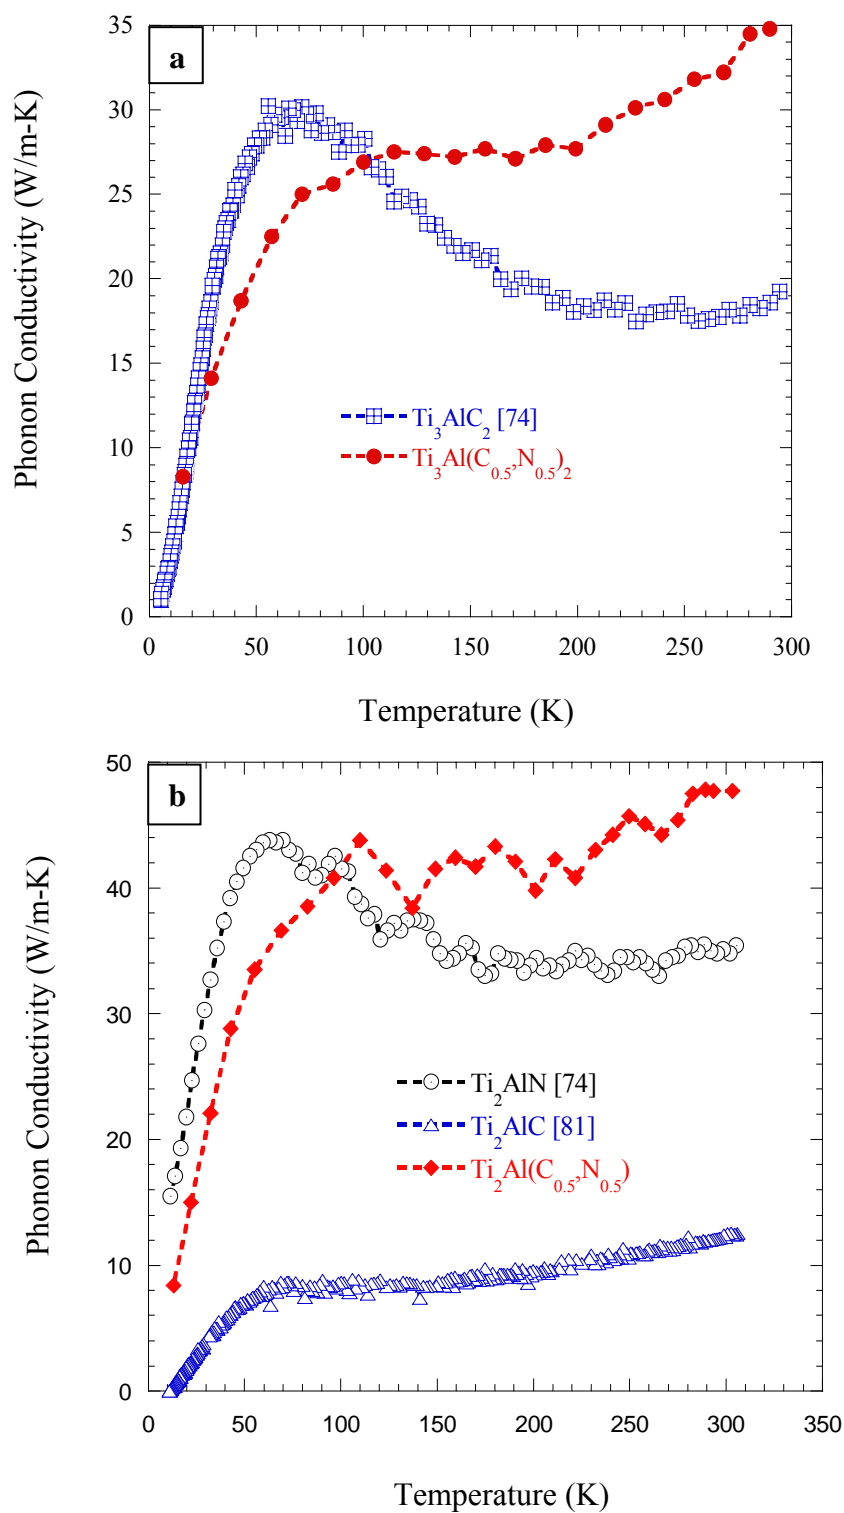 a
35
30
25
20
15
10
5
0
Phonon Conductivity (W/m-K)
Ti₃AlC₂ [74]
Ti₃Al(C₀.₅,N₀.₅)₂
0 50 100 150 200 250 300
Temperature (K)
b
50
40
30
20
10
0
Phonon Conductivity (W/m-K)
Ti₂AlN [74]
Ti₂AlC [81]
Ti₂Al(C₀.₅,N₀.₅)
0 50 100 150 200 250 300 350
Temperature (K)